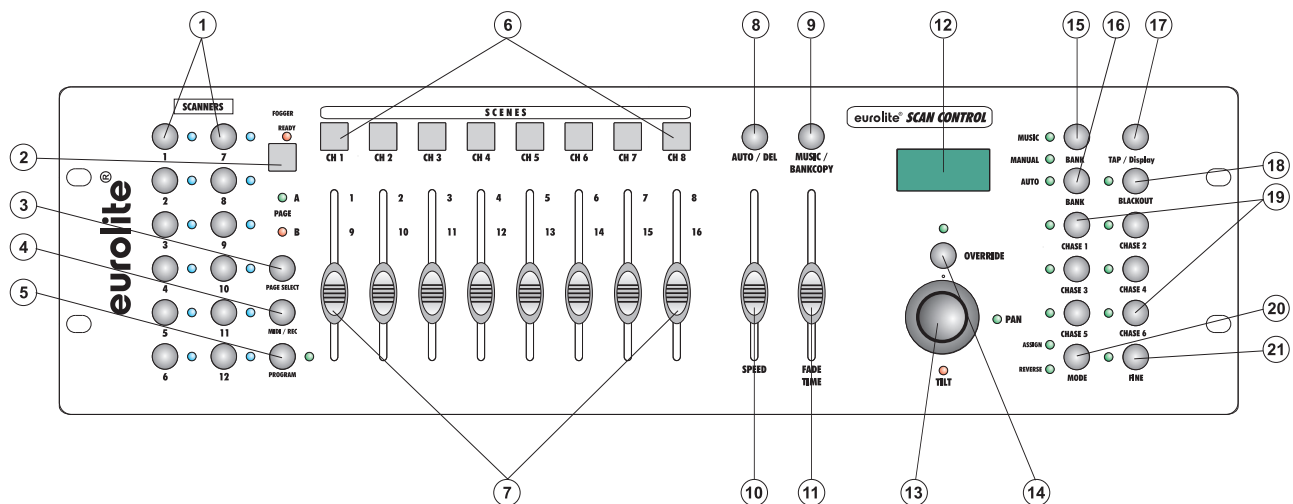 1
6
8
9
12
15
16
17
SCANNERS
FOGGER
READY
SCENES
eurolite® SCAN CONTROL
1
7
CH 1
CH 2
CH 3
CH 4
CH 5
CH 6
CH 7
CH 8
AUTO / DEL
MUSIC /
BANKCOPY
MUSIC
BANK
TAP / Display
2
MANUAL
AUTO
BANK
BLACKOUT
18
eurolite®
2
8
A
PAGE
B
1
2
3
4
5
6
7
8
9
10
11
12
13
14
15
16
3
3
9
PAGE SELECT
OVERRIDE
CHASE 1
CHASE 2
19
4
4
10
MIDI / REC
CHASE 3
CHASE 4
5
5
11
PROGRAM
PAN
CHASE 5
CHASE 6
20
6
12
SPEED
FADE
TIME
TILT
ASSIGN
REVERSE
MODE
FINE
21
7
10
11
13
14